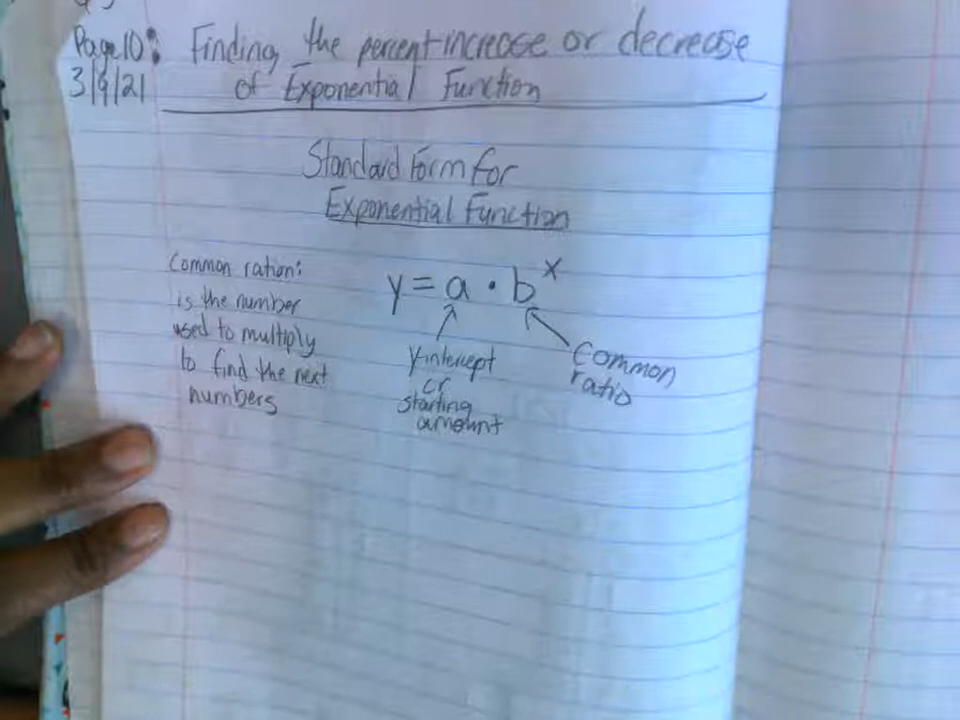 Page 10: Finding the percent increase or decrease
3/9/21 of Exponential Function
Standard Form for
Exponential Function
Common ration:
is the number
used to multiply
to find the next
numbers
y = a · b^x
y-intercept
or
starting
amount
common
ratio